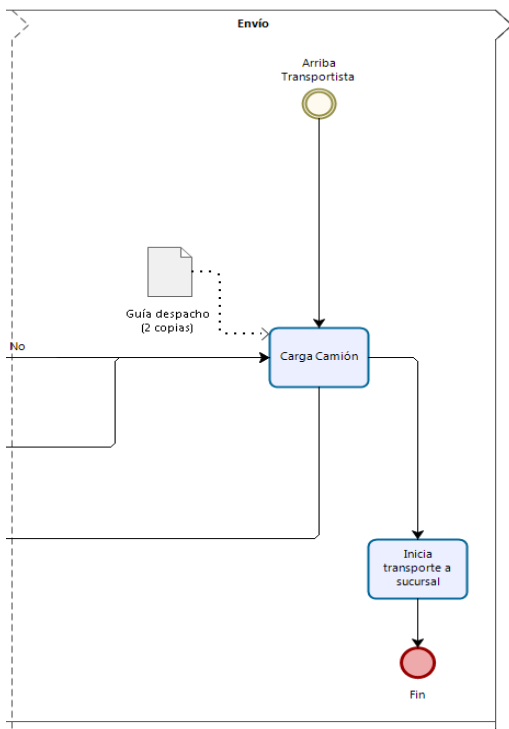 Envío
Arriba
Transportista
Guía despacho
(2 copias)
No
Carga Camión
Inicia
transporte a
sucursal
Fin